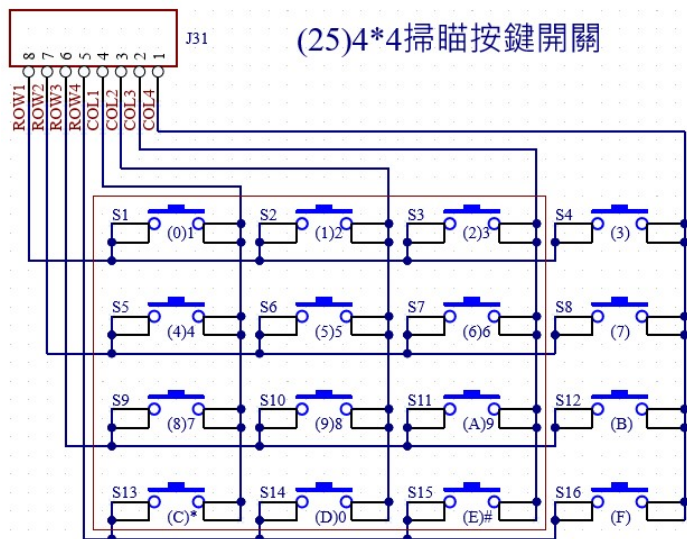 J31
(25)4*4掃瞄按鍵開關
8 7 6 5 4 3 2 1
ROW1 ROW2 ROW3 ROW4 COL1 COL2 COL3 COL4
S1 (0)1 S2 (1)2 S3 (2)3 S4 (3)
S5 (4)4 S6 (5)5 S7 (6)6 S8 (7)
S9 (8)7 S10 (9)8 S11 (A)9 S12 (B)
S13 (C)* S14 (D)0 S15 (E)# S16 (F)